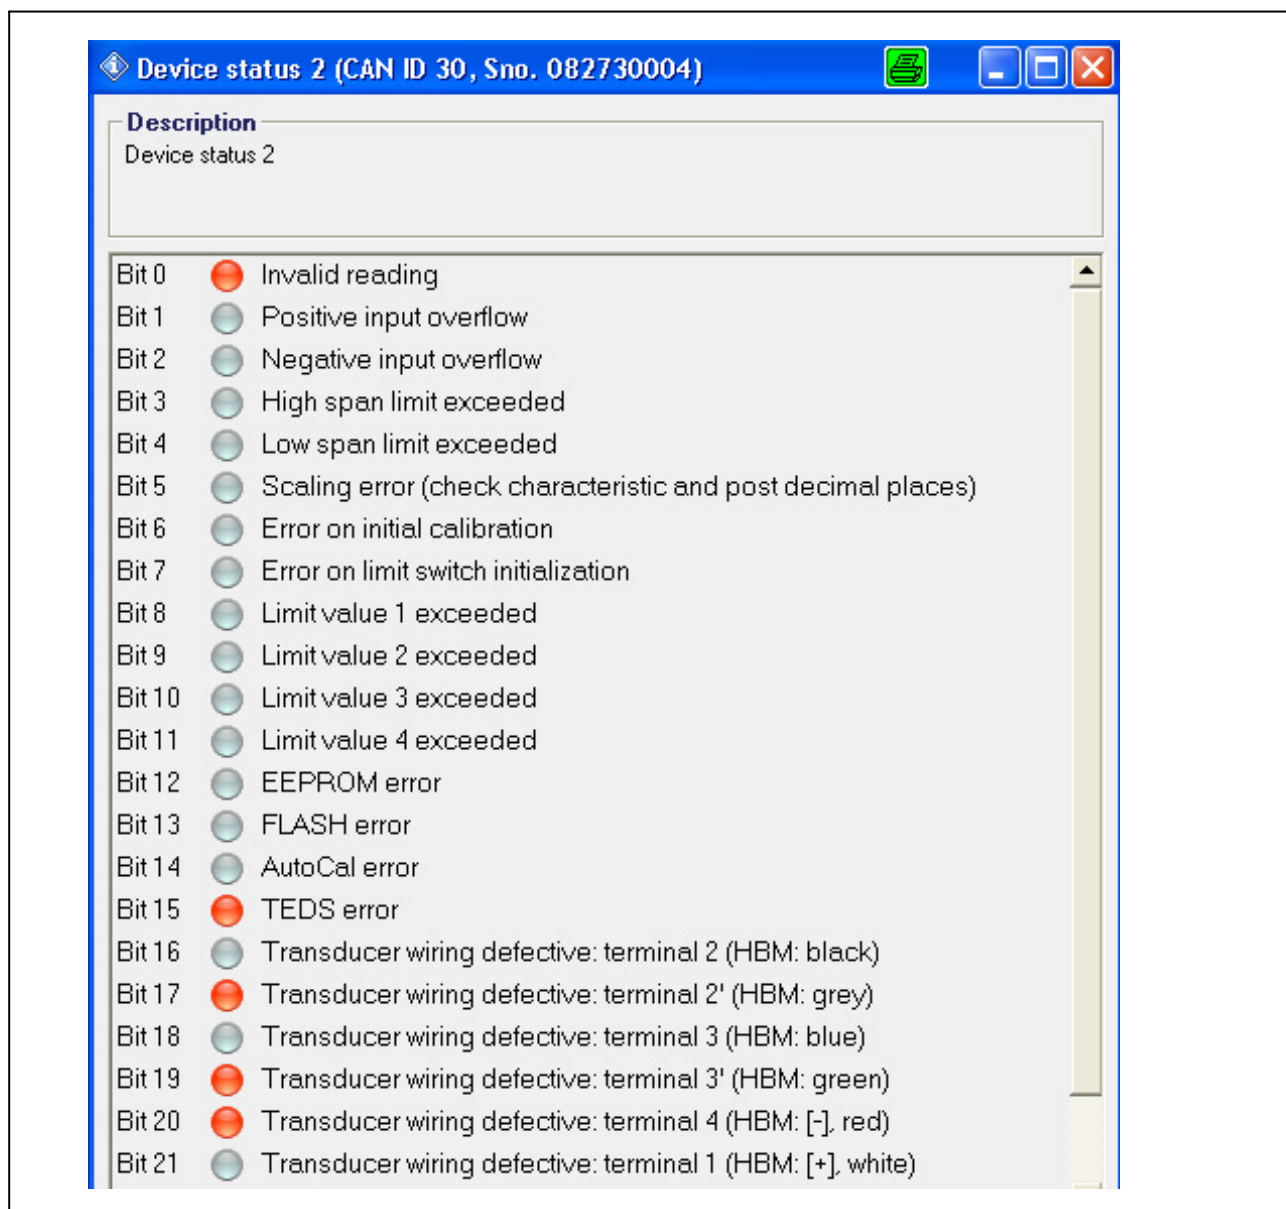 Device status 2 (CAN ID 30, Sno. 082730004)
Description
Device status 2
Bit 0 Invalid reading
Bit 1 Positive input overflow
Bit 2 Negative input overflow
Bit 3 High span limit exceeded
Bit 4 Low span limit exceeded
Bit 5 Scaling error (check characteristic and post decimal places)
Bit 6 Error on initial calibration
Bit 7 Error on limit switch initialization
Bit 8 Limit value 1 exceeded
Bit 9 Limit value 2 exceeded
Bit 10 Limit value 3 exceeded
Bit 11 Limit value 4 exceeded
Bit 12 EEPROM error
Bit 13 FLASH error
Bit 14 AutoCal error
Bit 15 TEDS error
Bit 16 Transducer wiring defective: terminal 2 (HBM: black)
Bit 17 Transducer wiring defective: terminal 2' (HBM: grey)
Bit 18 Transducer wiring defective: terminal 3 (HBM: blue)
Bit 19 Transducer wiring defective: terminal 3' (HBM: green)
Bit 20 Transducer wiring defective: terminal 4 (HBM: [-], red)
Bit 21 Transducer wiring defective: terminal 1 (HBM: [+], white)